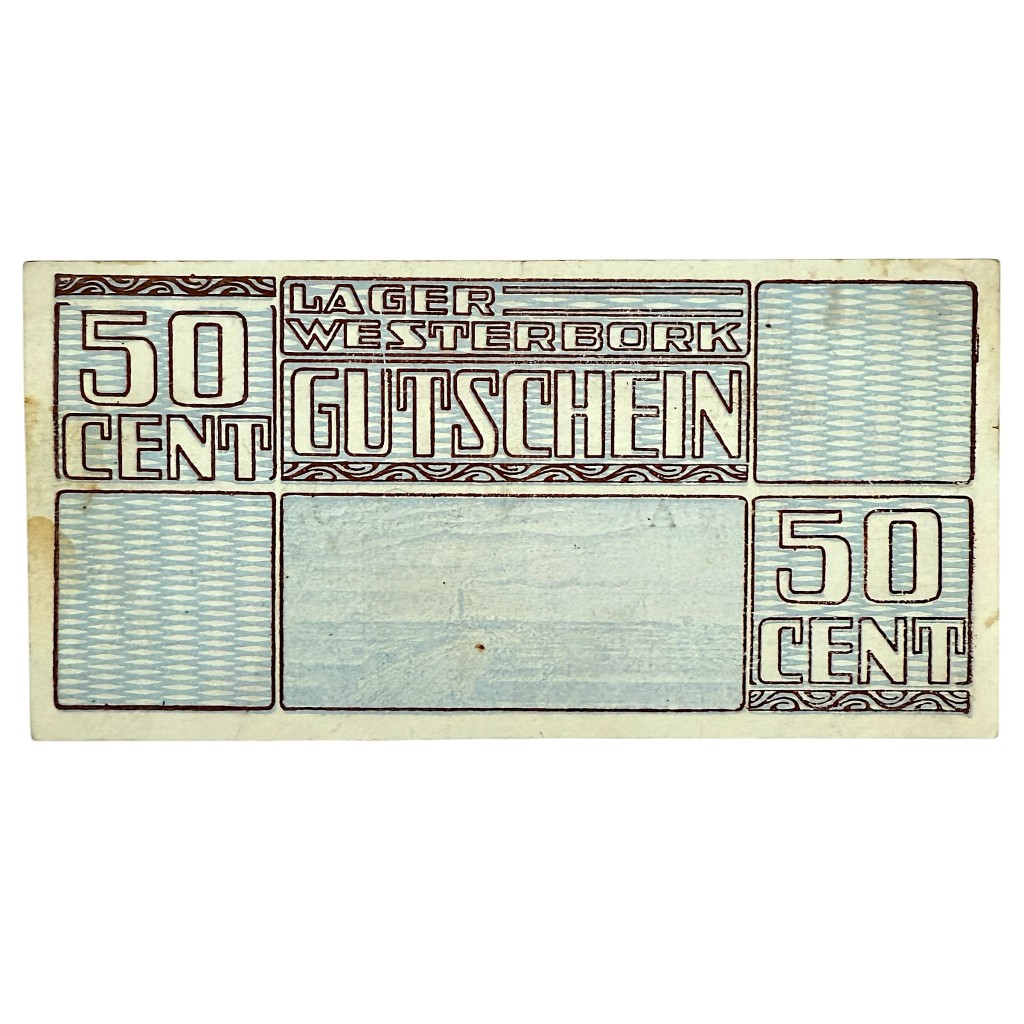 50
CENT
LAGER
WESTERBORK
GUTSCHEIN
50
CENT